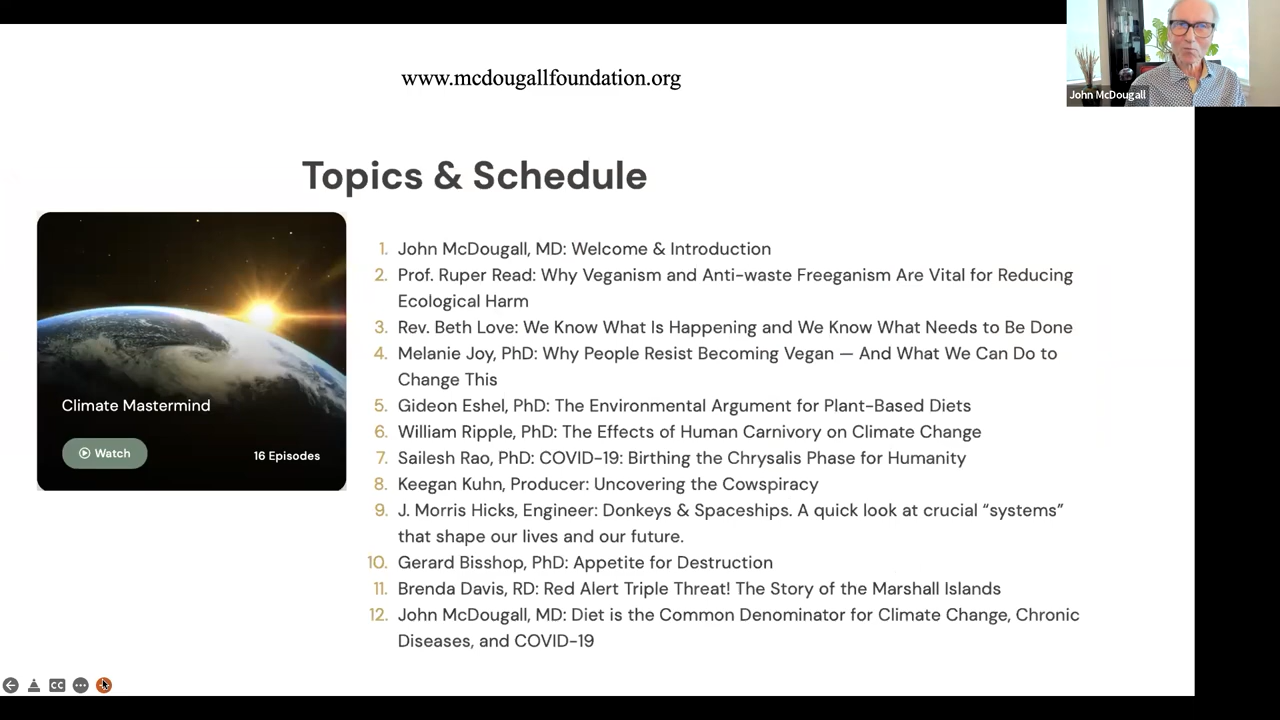 www.mcdougallfoundation.org
John McDougall
Topics & Schedule
1. John McDougall, MD: Welcome & Introduction
2. Prof. Ruper Read: Why Veganism and Anti-waste Freeganism Are Vital for Reducing
Ecological Harm
3. Rev. Beth Love: We Know What Is Happening and We Know What Needs to Be Done
4. Melanie Joy, PhD: Why People Resist Becoming Vegan — And What We Can Do to
Change This
5. Gideon Eshel, PhD: The Environmental Argument for Plant-Based Diets
6. William Ripple, PhD: The Effects of Human Carnivory on Climate Change
7. Sailesh Rao, PhD: COVID-19: Birthing the Chrysalis Phase for Humanity
8. Keegan Kuhn, Producer: Uncovering the Cowspiracy
9. J. Morris Hicks, Engineer: Donkeys & Spaceships. A quick look at crucial “systems”
that shape our lives and our future.
10. Gerard Bisshop, PhD: Appetite for Destruction
11. Brenda Davis, RD: Red Alert Triple Threat! The Story of the Marshall Islands
12. John McDougall, MD: Diet is the Common Denominator for Climate Change, Chronic
Diseases, and COVID-19
Climate Mastermind
Watch
16 Episodes
CC